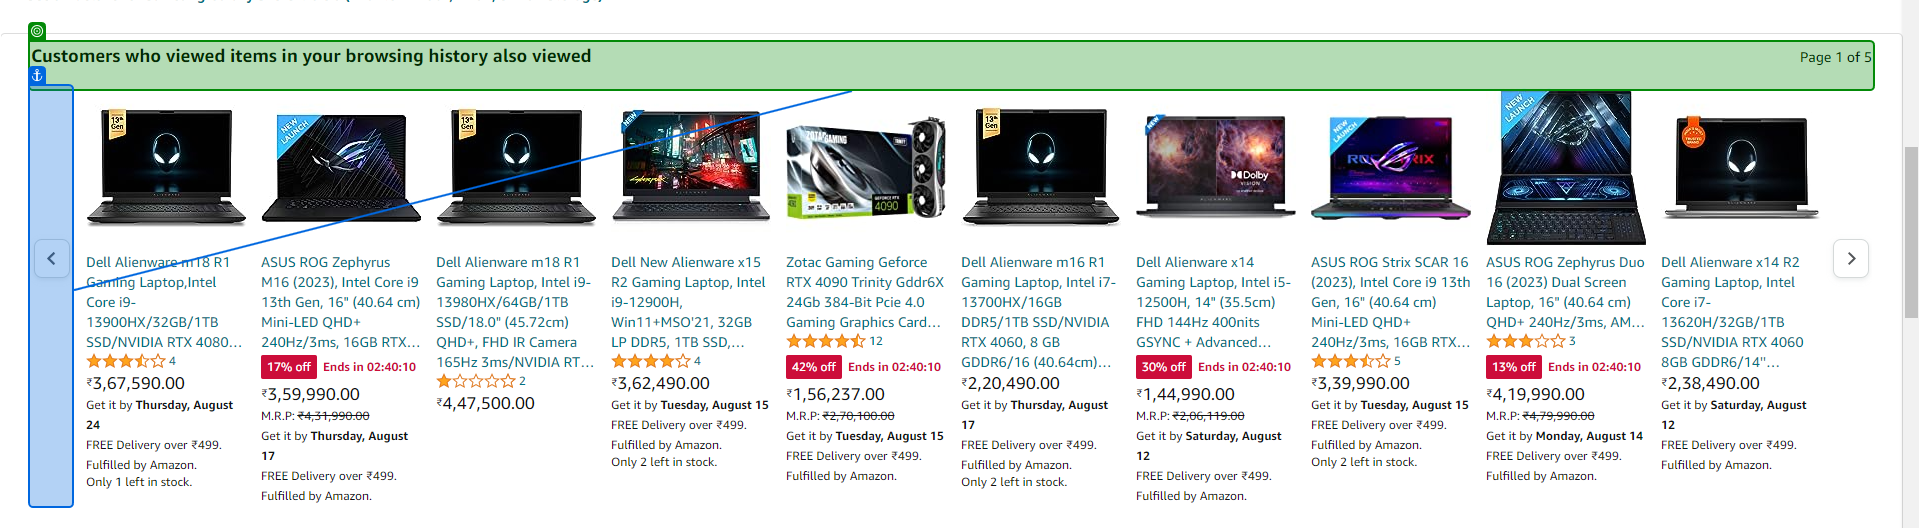 Customers who viewed items in your browsing history also viewed
Page 1 of 5
13th
Gen
Dell Alienware m18 R1
Gaming Laptop,Intel
Core i9-
13900HX/32GB/1TB
SSD/NVIDIA RTX 4080...
4
₹3,67,590.00
Get it by Thursday, August
24
FREE Delivery over ₹499.
Fulfilled by Amazon.
Only 1 left in stock.
NEW
LAUNCH
ASUS ROG Zephyrus
M16 (2023), Intel Core i9
13th Gen, 16" (40.64 cm)
Mini-LED QHD+
240Hz/3ms, 16GB RTX...
17% off Ends in 02:40:10
₹3,59,990.00
M.R.P: ₹4,31,990.00
Get it by Thursday, August
17
FREE Delivery over ₹499.
Fulfilled by Amazon.
13th
Gen
Dell Alienware m18 R1
Gaming Laptop, Intel i9-
13980HX/64GB/1TB
SSD/18.0" (45.72cm)
QHD+, FHD IR Camera
165Hz 3ms/NVIDIA RT...
2
₹4,47,500.00
NEW
Dell New Alienware x15
R2 Gaming Laptop, Intel
i9-12900H,
Win11+MSO'21, 32GB
LP DDR5, 1TB SSD,...
4
₹3,62,490.00
Get it by Tuesday, August 15
FREE Delivery over ₹499.
Fulfilled by Amazon.
Only 2 left in stock.
ZOTAC GAMING
GEFORCE RTX
4090
Zotac Gaming Geforce
RTX 4090 Trinity Gddr6X
24Gb 384-Bit Pcie 4.0
Gaming Graphics Card...
12
42% off Ends in 02:40:10
₹1,56,237.00
M.R.P: ₹2,70,100.00
Get it by Tuesday, August 15
FREE Delivery over ₹499.
Fulfilled by Amazon.
13th
Gen
Dell Alienware m16 R1
Gaming Laptop, Intel i7-
13700HX/16GB
DDR5/1TB SSD/NVIDIA
RTX 4060, 8 GB
GDDR6/16 (40.64cm)...
₹2,20,490.00
Get it by Thursday, August
17
FREE Delivery over ₹499.
Fulfilled by Amazon.
Only 2 left in stock.
NEW
Dolby
VISION
Dell Alienware x14
Gaming Laptop, Intel i5-
12500H, 14" (35.5cm)
FHD 144Hz 400nits
GSYNC + Advanced...
30% off Ends in 02:40:10
₹1,44,990.00
M.R.P: ₹2,06,119.00
Get it by Saturday, August
12
FREE Delivery over ₹499.
Fulfilled by Amazon.
NEW
LAUNCH
ASUS ROG Strix SCAR 16
(2023), Intel Core i9 13th
Gen, 16" (40.64 cm)
Mini-LED QHD+
240Hz/3ms, 16GB RTX...
5
₹3,39,990.00
Get it by Tuesday, August 15
FREE Delivery over ₹499.
Fulfilled by Amazon.
Only 2 left in stock.
NEW
LAUNCH
ASUS ROG Zephyrus Duo
16 (2023) Dual Screen
Laptop, 16" (40.64 cm)
QHD+ 240Hz/3ms, AM...
3
13% off Ends in 02:40:10
₹4,19,990.00
M.R.P: ₹4,79,990.00
Get it by Monday, August 14
FREE Delivery over ₹499.
Fulfilled by Amazon.
Dell Alienware x14 R2
Gaming Laptop, Intel
Core i7-
13620H/32GB/1TB
SSD/NVIDIA RTX 4060
8GB GDDR6/14"...
₹2,38,490.00
Get it by Saturday, August
12
FREE Delivery over ₹499.
Fulfilled by Amazon.